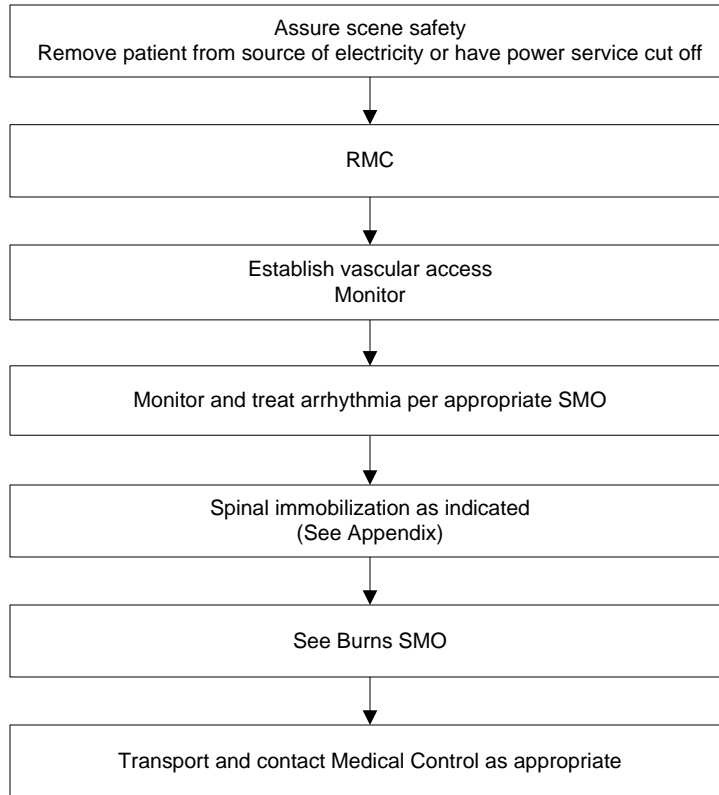 Assure scene safety
Remove patient from source of electricity or have power service cut off
RMC
Establish vascular access
Monitor
Monitor and treat arrhythmia per appropriate SMO
Spinal immobilization as indicated
(See Appendix)
See Burns SMO
Transport and contact Medical Control as appropriate